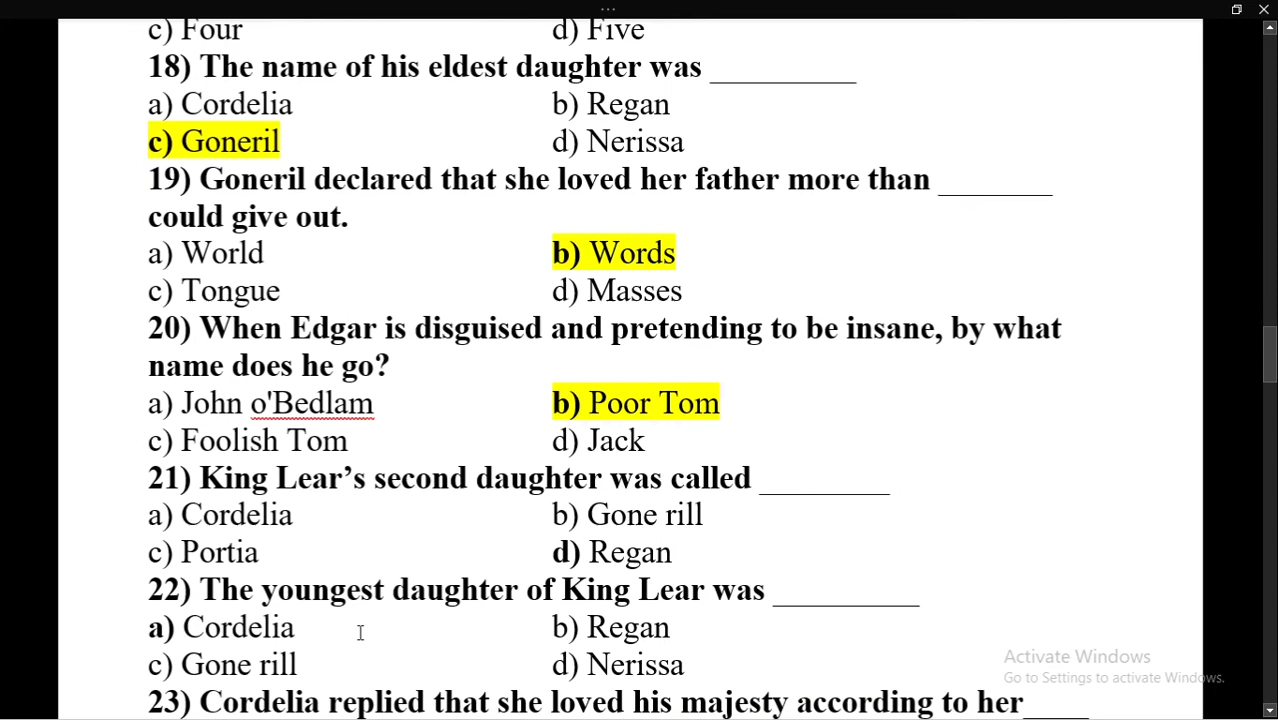 c) Four d) Five
18) The name of his eldest daughter was __________
a) Cordelia b) Regan
c) Goneril d) Nerissa
19) Goneril declared that she loved her father more than ________
could give out.
a) World b) Words
c) Tongue d) Masses
20) When Edgar is disguised and pretending to be insane, by what
name does he go?
a) John o'Bedlam b) Poor Tom
c) Foolish Tom d) Jack
21) King Lear’s second daughter was called _________
a) Cordelia b) Gone rill
c) Portia d) Regan
22) The youngest daughter of King Lear was __________
a) Cordelia b) Regan
c) Gone rill d) Nerissa
23) Cordelia replied that she loved his majesty according to her____
Activate Windows
Go to Settings to activate Windows.